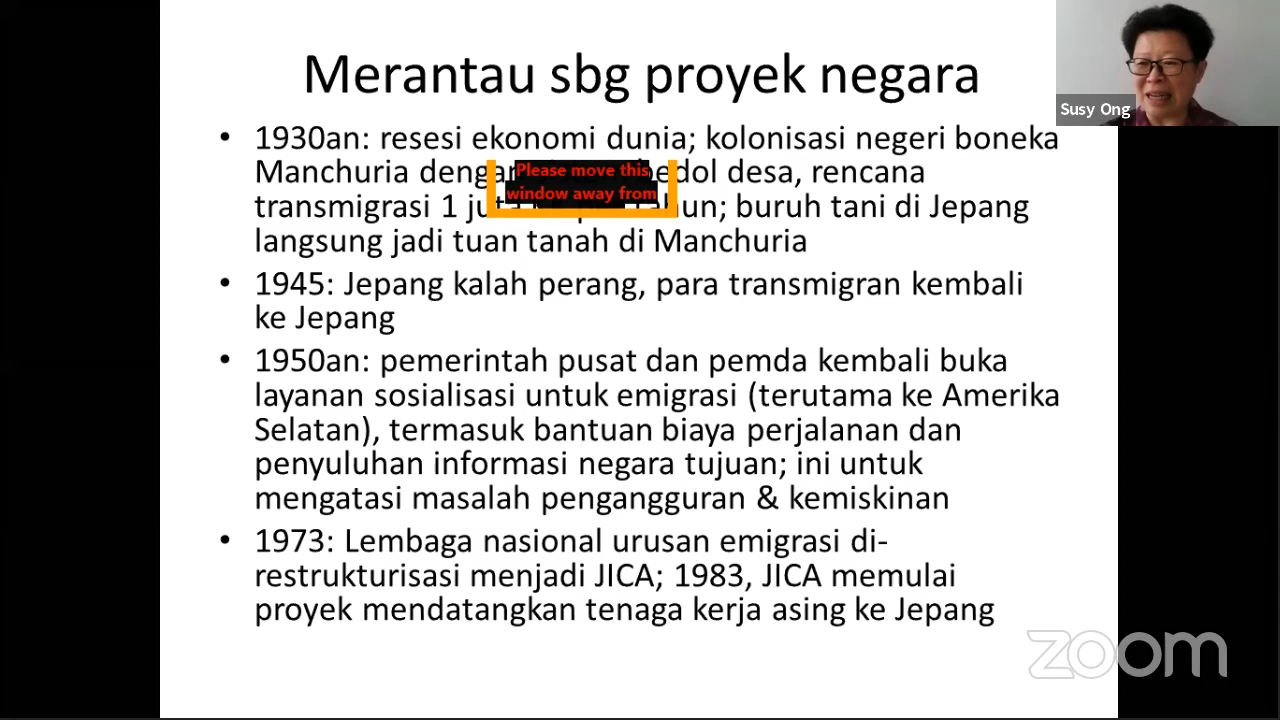 Merantau sbg proyek negara
• 1930an: resesi ekonomi dunia; kolonisasi negeri boneka
Manchuria dengan desa, rencana
transmigrasi 1 juta buruh tani di Jepang
langsung jadi tuan tanah di Manchuria
• 1945: Jepang kalah perang, para transmigran kembali
ke Jepang
• 1950an: pemerintah pusat dan pemda kembali buka
layanan sosialisasi untuk emigrasi (terutama ke Amerika
Selatan), termasuk bantuan biaya perjalanan dan
penyuluhan informasi negara tujuan; ini untuk
mengatasi masalah pengangguran & kemiskinan
• 1973: Lembaga nasional urusan emigrasi di-
restrukturisasi menjadi JICA; 1983, JICA memulai
proyek mendatangkan tenaga kerja asing ke Jepang
Please move this
window away from
Susy Ong
zoom